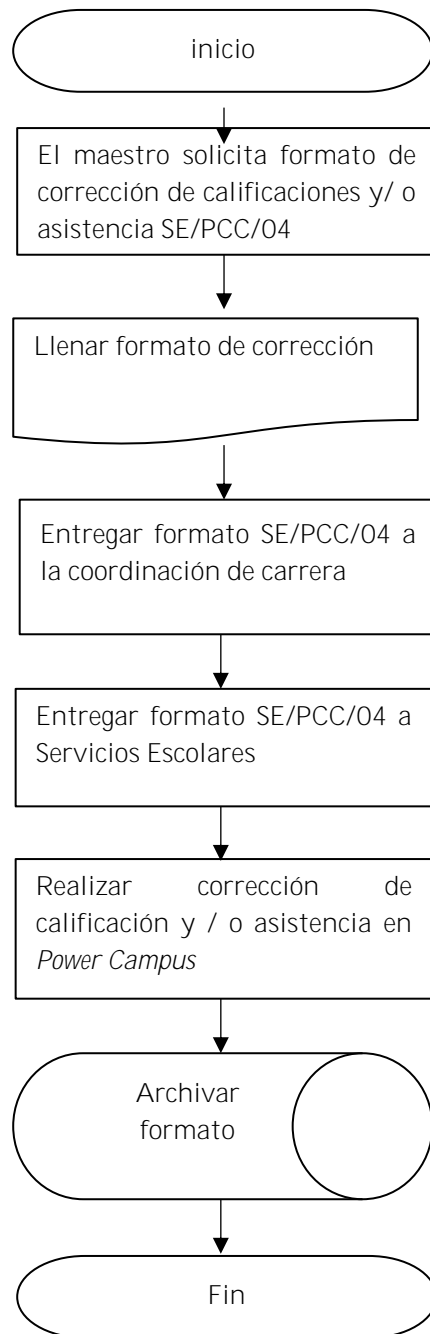 inicio
El maestro solicita formato de
corrección de calificaciones y/ o
asistencia SE/PCC/04
Llenar formato de corrección
Entregar formato SE/PCC/04 a
la coordinación de carrera
Entregar formato SE/PCC/04 a
Servicios Escolares
Realizar corrección de
calificación y / o asistencia en
Power Campus
Archivar
formato
Fin